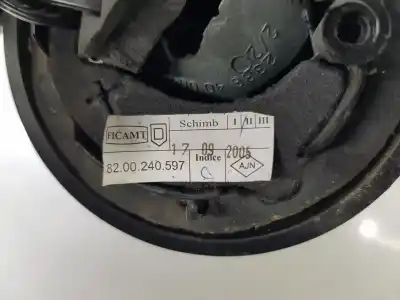 FICAMT D Schimb I II III
17 09 2005
82.00.240.597 Indice AJN